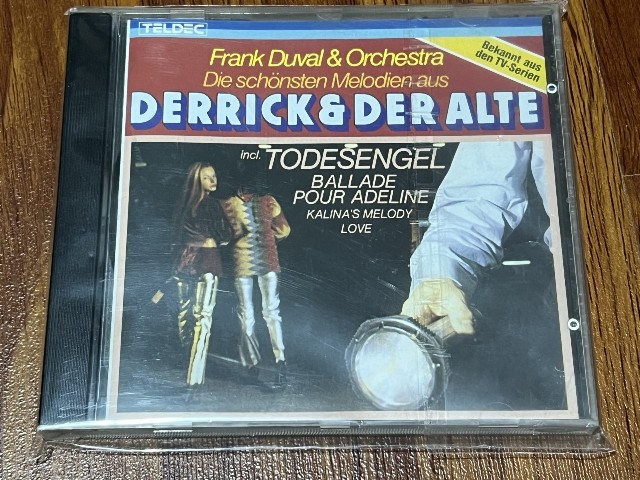 TELDEC
Frank Duval & Orchestra
Die schönsten Melodien aus
DERRICK & DER ALTE
Bekannt aus
den TV-Serien
incl. TODESENGEL
BALLADE
POUR ADELINE
KALINA'S MELODY
LOVE